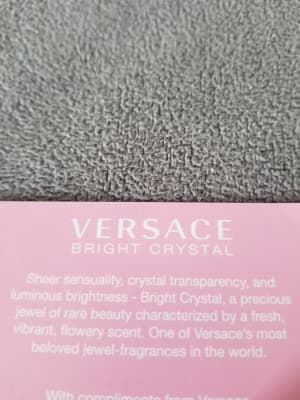 VERSACE
BRIGHT CRYSTAL
Sheer sensuality, crystal transparency, and
luminous brightness - Bright Crystal, a precious
jewel of rare beauty characterized by a fresh,
vibrant, flowery scent. One of Versace's most
beloved jewel-fragrances in the world.
With compliments from Versace